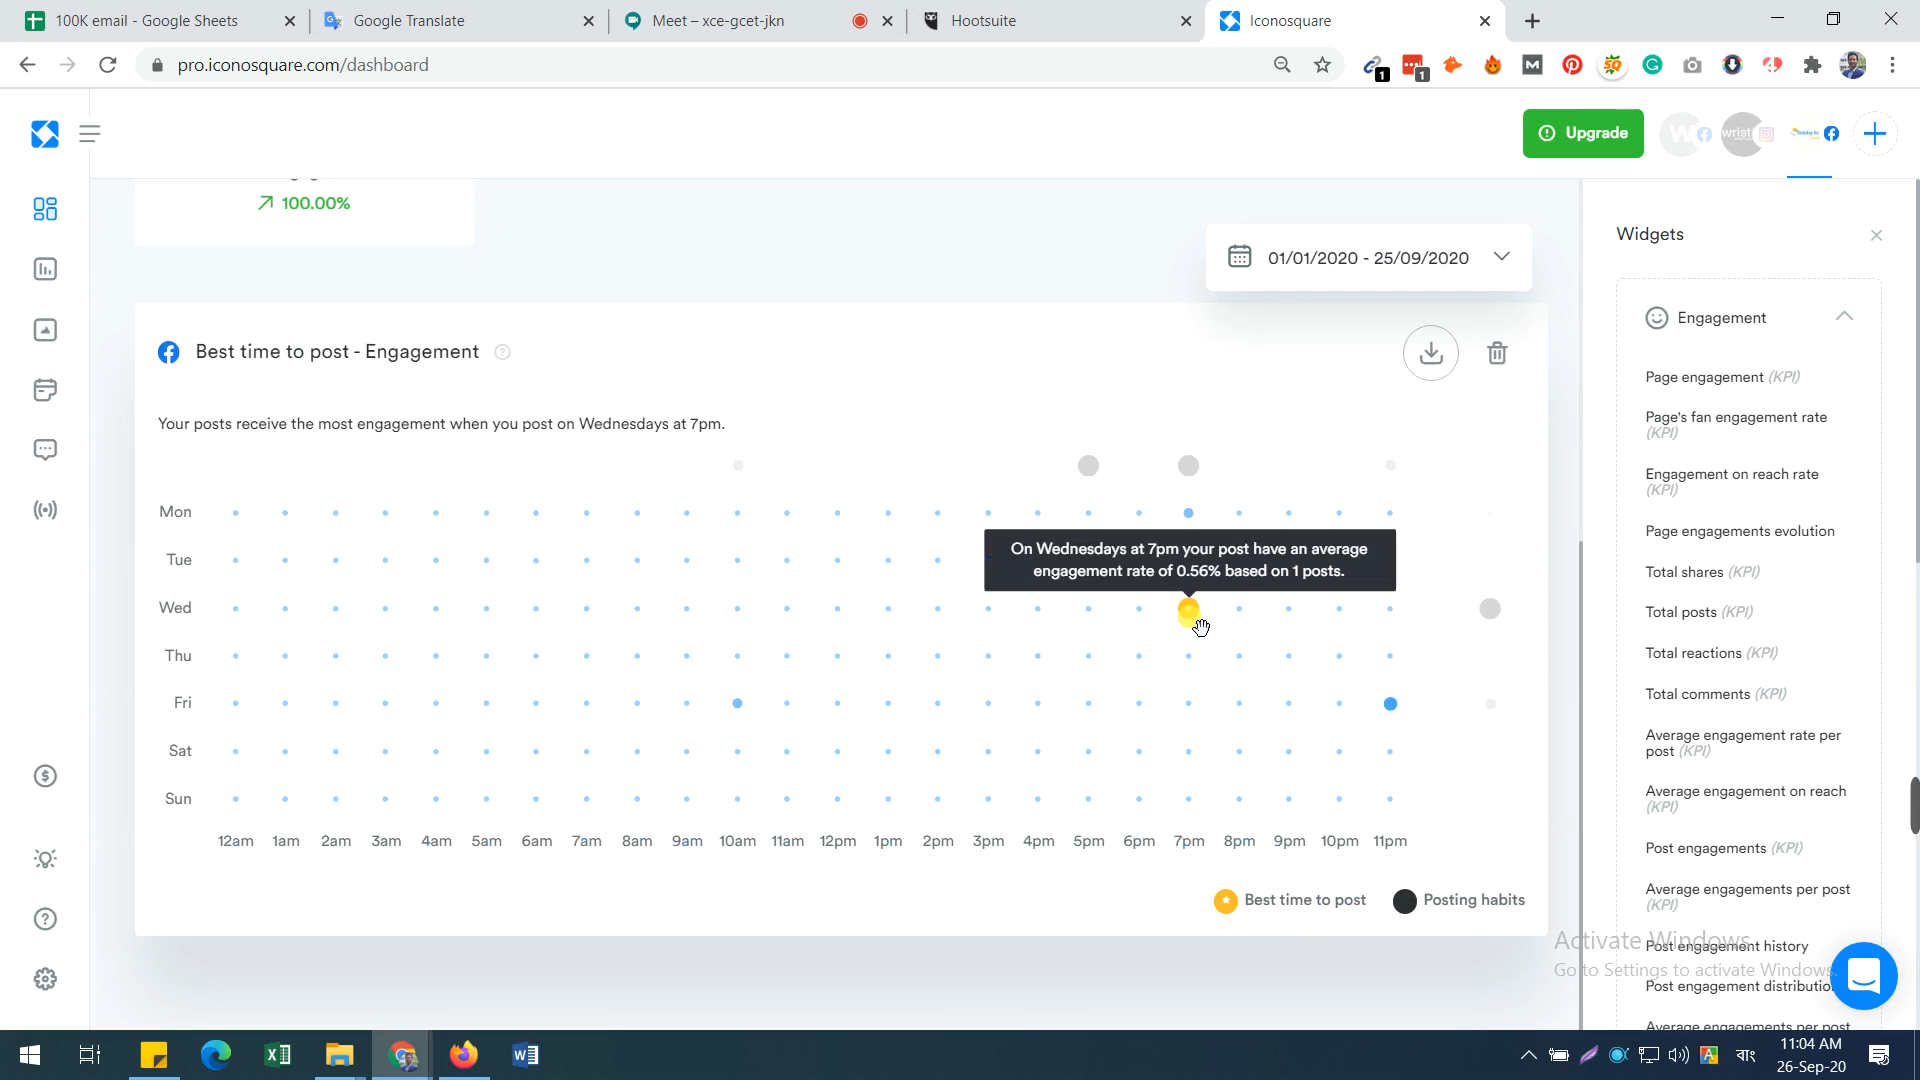 100K email - Google Sheets
Google Translate
Meet – xce-gcet-jkn
Hootsuite
Iconosquare
pro.iconosquare.com/dashboard
1
1
Upgrade
100.00%
01/01/2020 - 25/09/2020
Best time to post - Engagement
Your posts receive the most engagement when you post on Wednesdays at 7pm.
Mon
Tue
Wed
Thu
Fri
Sat
Sun
On Wednesdays at 7pm your post have an average
engagement rate of 0.56% based on 1 posts.
12am 1am 2am 3am 4am 5am 6am 7am 8am 9am 10am 11am 12pm 1pm 2pm 3pm 4pm 5pm 6pm 7pm 8pm 9pm 10pm 11pm
Best time to post
Posting habits
Widgets
Engagement
Page engagement (KPI)
Page's fan engagement rate
(KPI)
Engagement on reach rate
(KPI)
Page engagements evolution
Total shares (KPI)
Total posts (KPI)
Total reactions (KPI)
Total comments (KPI)
Average engagement rate per
post (KPI)
Average engagement on reach
(KPI)
Post engagements (KPI)
Average engagements per post
(KPI)
Post engagement history
Post engagement distributio
Average engagements per post
Activate Windows
Go to Settings to activate Windows.
বাং
11:04 AM
26-Sep-20